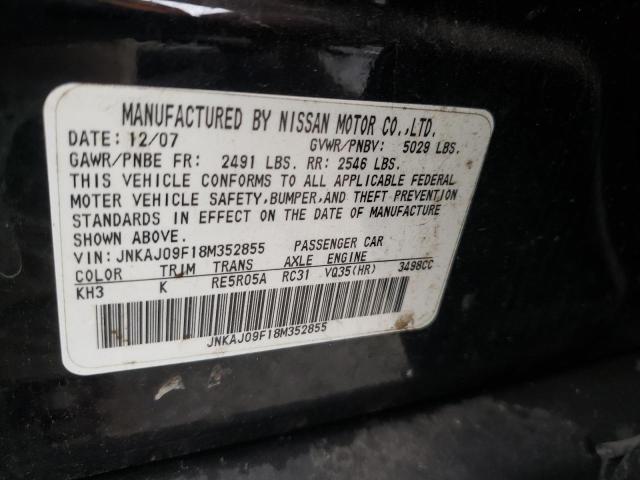 MANUFACTURED BY NISSAN MOTOR CO.,LTD.
DATE: 12/07 GVWR/PNBV: 5029 LBS.
GAWR/PNBE FR: 2491 LBS. RR: 2546 LBS.
THIS VEHICLE CONFORMS TO ALL APPLICABLE FEDERAL
MOTOR VEHICLE SAFETY, BUMPER, AND THEFT PREVENTION
STANDARDS IN EFFECT ON THE DATE OF MANUFACTURE
SHOWN ABOVE.
VIN: JNKAJ09F18M352855 PASSENGER CAR
COLOR TRIM TRANS AXLE ENGINE
KH3 K RE5R05A RC31 VQ35(HR) 3498CC
JNKAJ09F18M352855